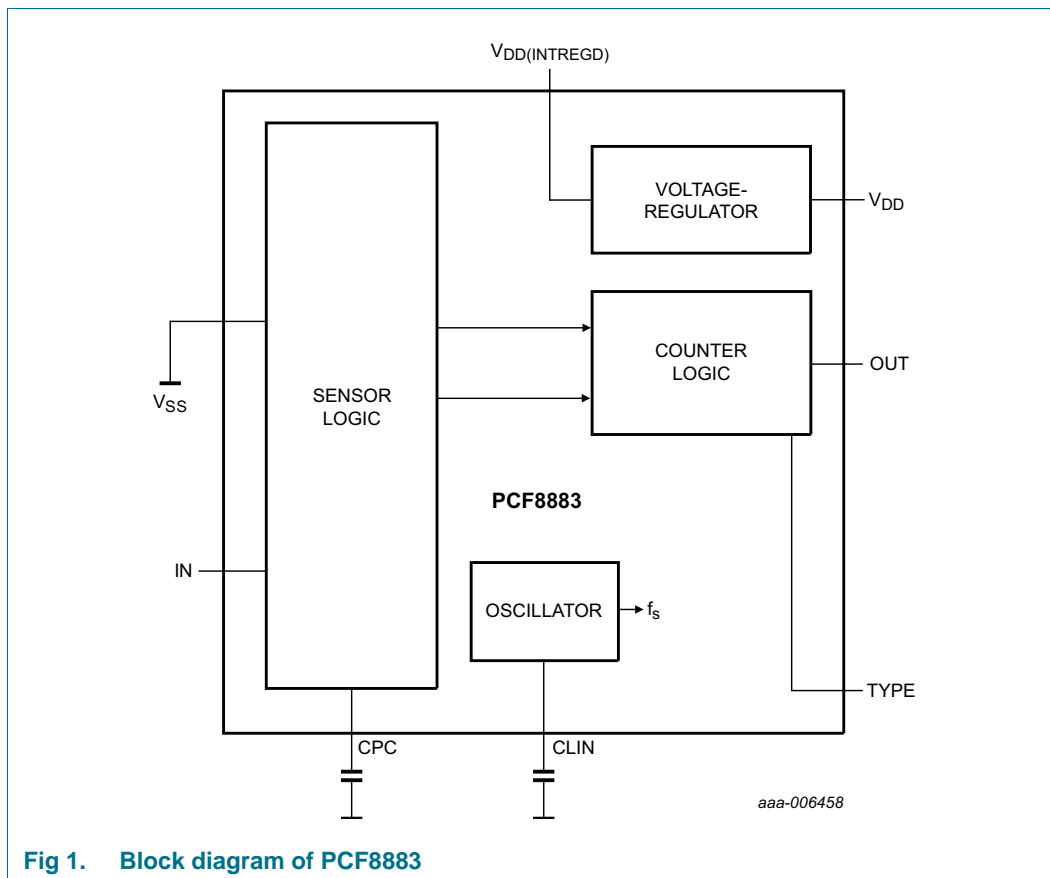 VDD(INTREGD)
VOLTAGE-
REGULATOR
VDD
COUNTER
LOGIC
OUT
SENSOR
LOGIC
VSS
PCF8883
IN
OSCILLATOR
fs
TYPE
CPC
CLIN
aaa-006458
Fig 1. Block diagram of PCF8883